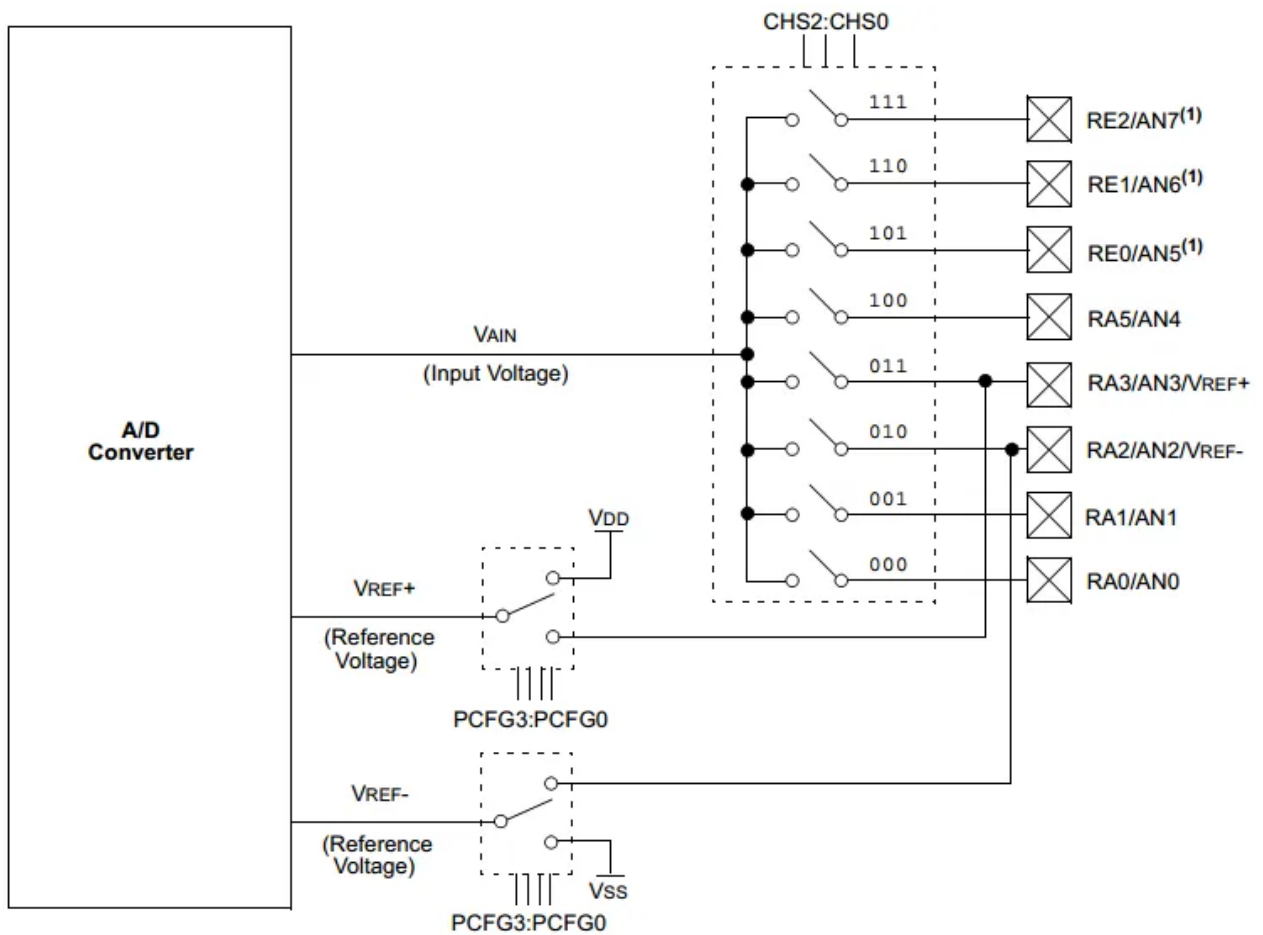 CHS2:CHS0
111
RE2/AN7(1)
110
RE1/AN6(1)
101
RE0/AN5(1)
100
RA5/AN4
VAIN
(Input Voltage)
011
RA3/AN3/VREF+
A/D
Converter
010
RA2/AN2/VREF-
001
RA1/AN1
VDD
000
RA0/AN0
VREF+
(Reference
Voltage)
PCFG3:PCFG0
VREF-
(Reference
Voltage)
VSS
PCFG3:PCFG0